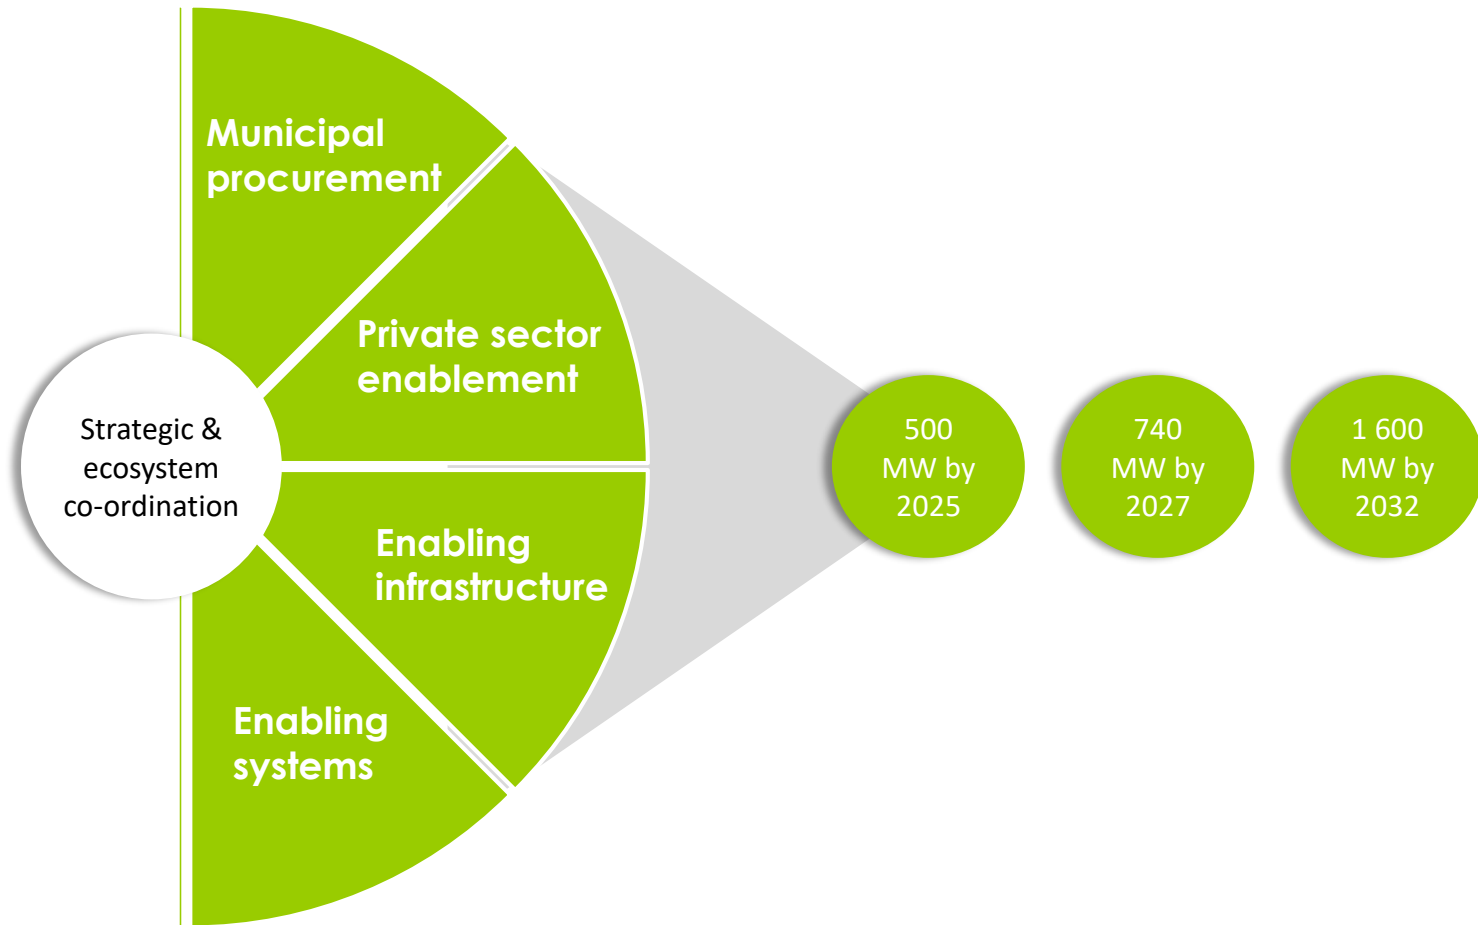 Municipal
procurement
Private sector
enablement
Strategic &
ecosystem
co-ordination
Enabling
infrastructure
Enabling
systems
500
MW by
2025
740
MW by
2027
1 600
MW by
2032